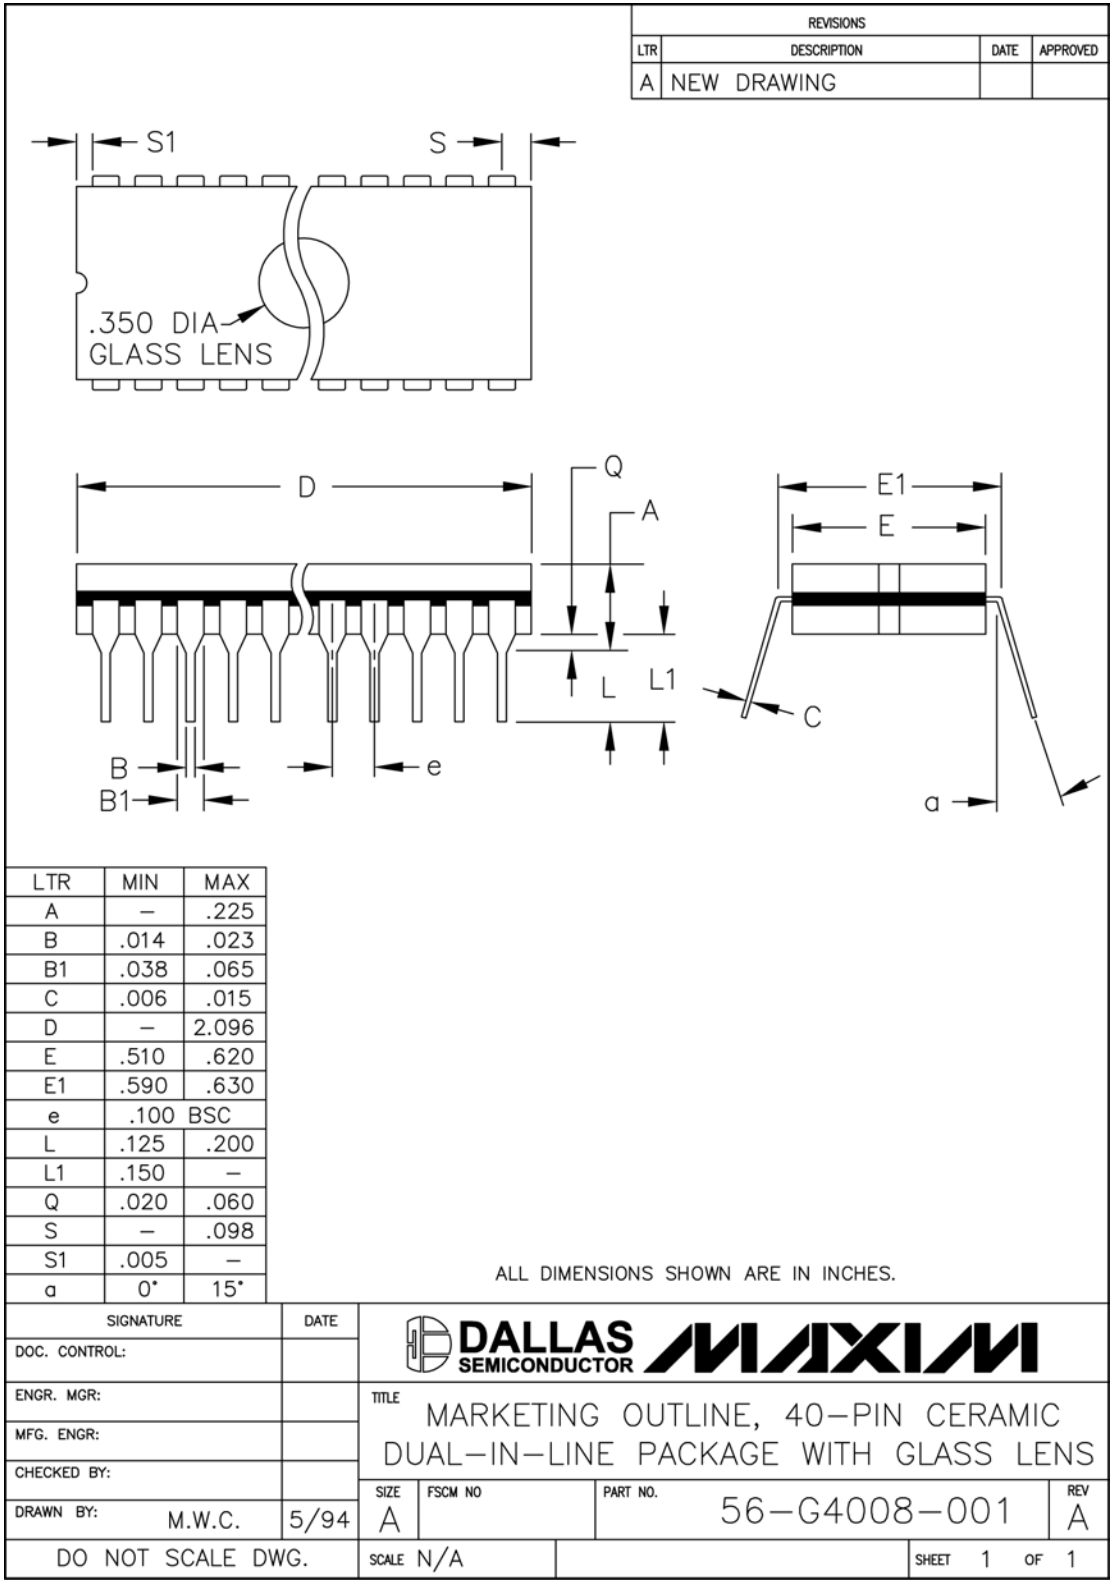 REVISIONS
LTR DESCRIPTION DATE APPROVED
A NEW DRAWING
S1 S
.350 DIA
GLASS LENS
D Q A E1 E
L L1 C
B e
B1 a
LTR MIN MAX
A – .225
B .014 .023
B1 .038 .065
C .006 .015
D – 2.096
E .510 .620
E1 .590 .630
e .100 BSC
L .125 .200
L1 .150 –
Q .020 .060
S – .098
S1 .005 –
a 0° 15°
ALL DIMENSIONS SHOWN ARE IN INCHES.
SIGNATURE DATE
DOC. CONTROL:
ENGR. MGR:
MFG. ENGR:
CHECKED BY:
DRAWN BY: M.W.C. 5/94
DO NOT SCALE DWG.
DALLAS
SEMICONDUCTOR
MAXIM
TITLE
MARKETING OUTLINE, 40–PIN CERAMIC
DUAL–IN–LINE PACKAGE WITH GLASS LENS
SIZE A
FSCM NO
PART NO. 56–G4008–001
REV A
SCALE N/A
SHEET 1 OF 1